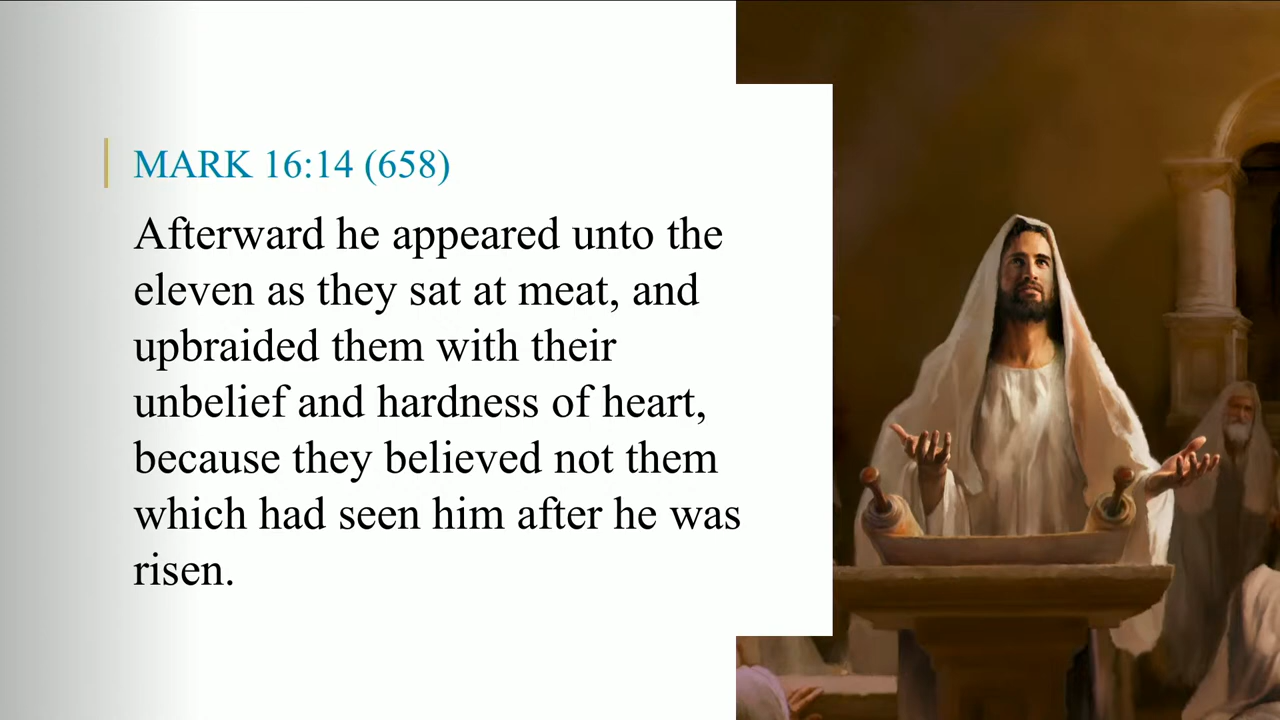 MARK 16:14 (658)
Afterward he appeared unto the
eleven as they sat at meat, and
upbraided them with their
unbelief and hardness of heart,
because they believed not them
which had seen him after he was
risen.